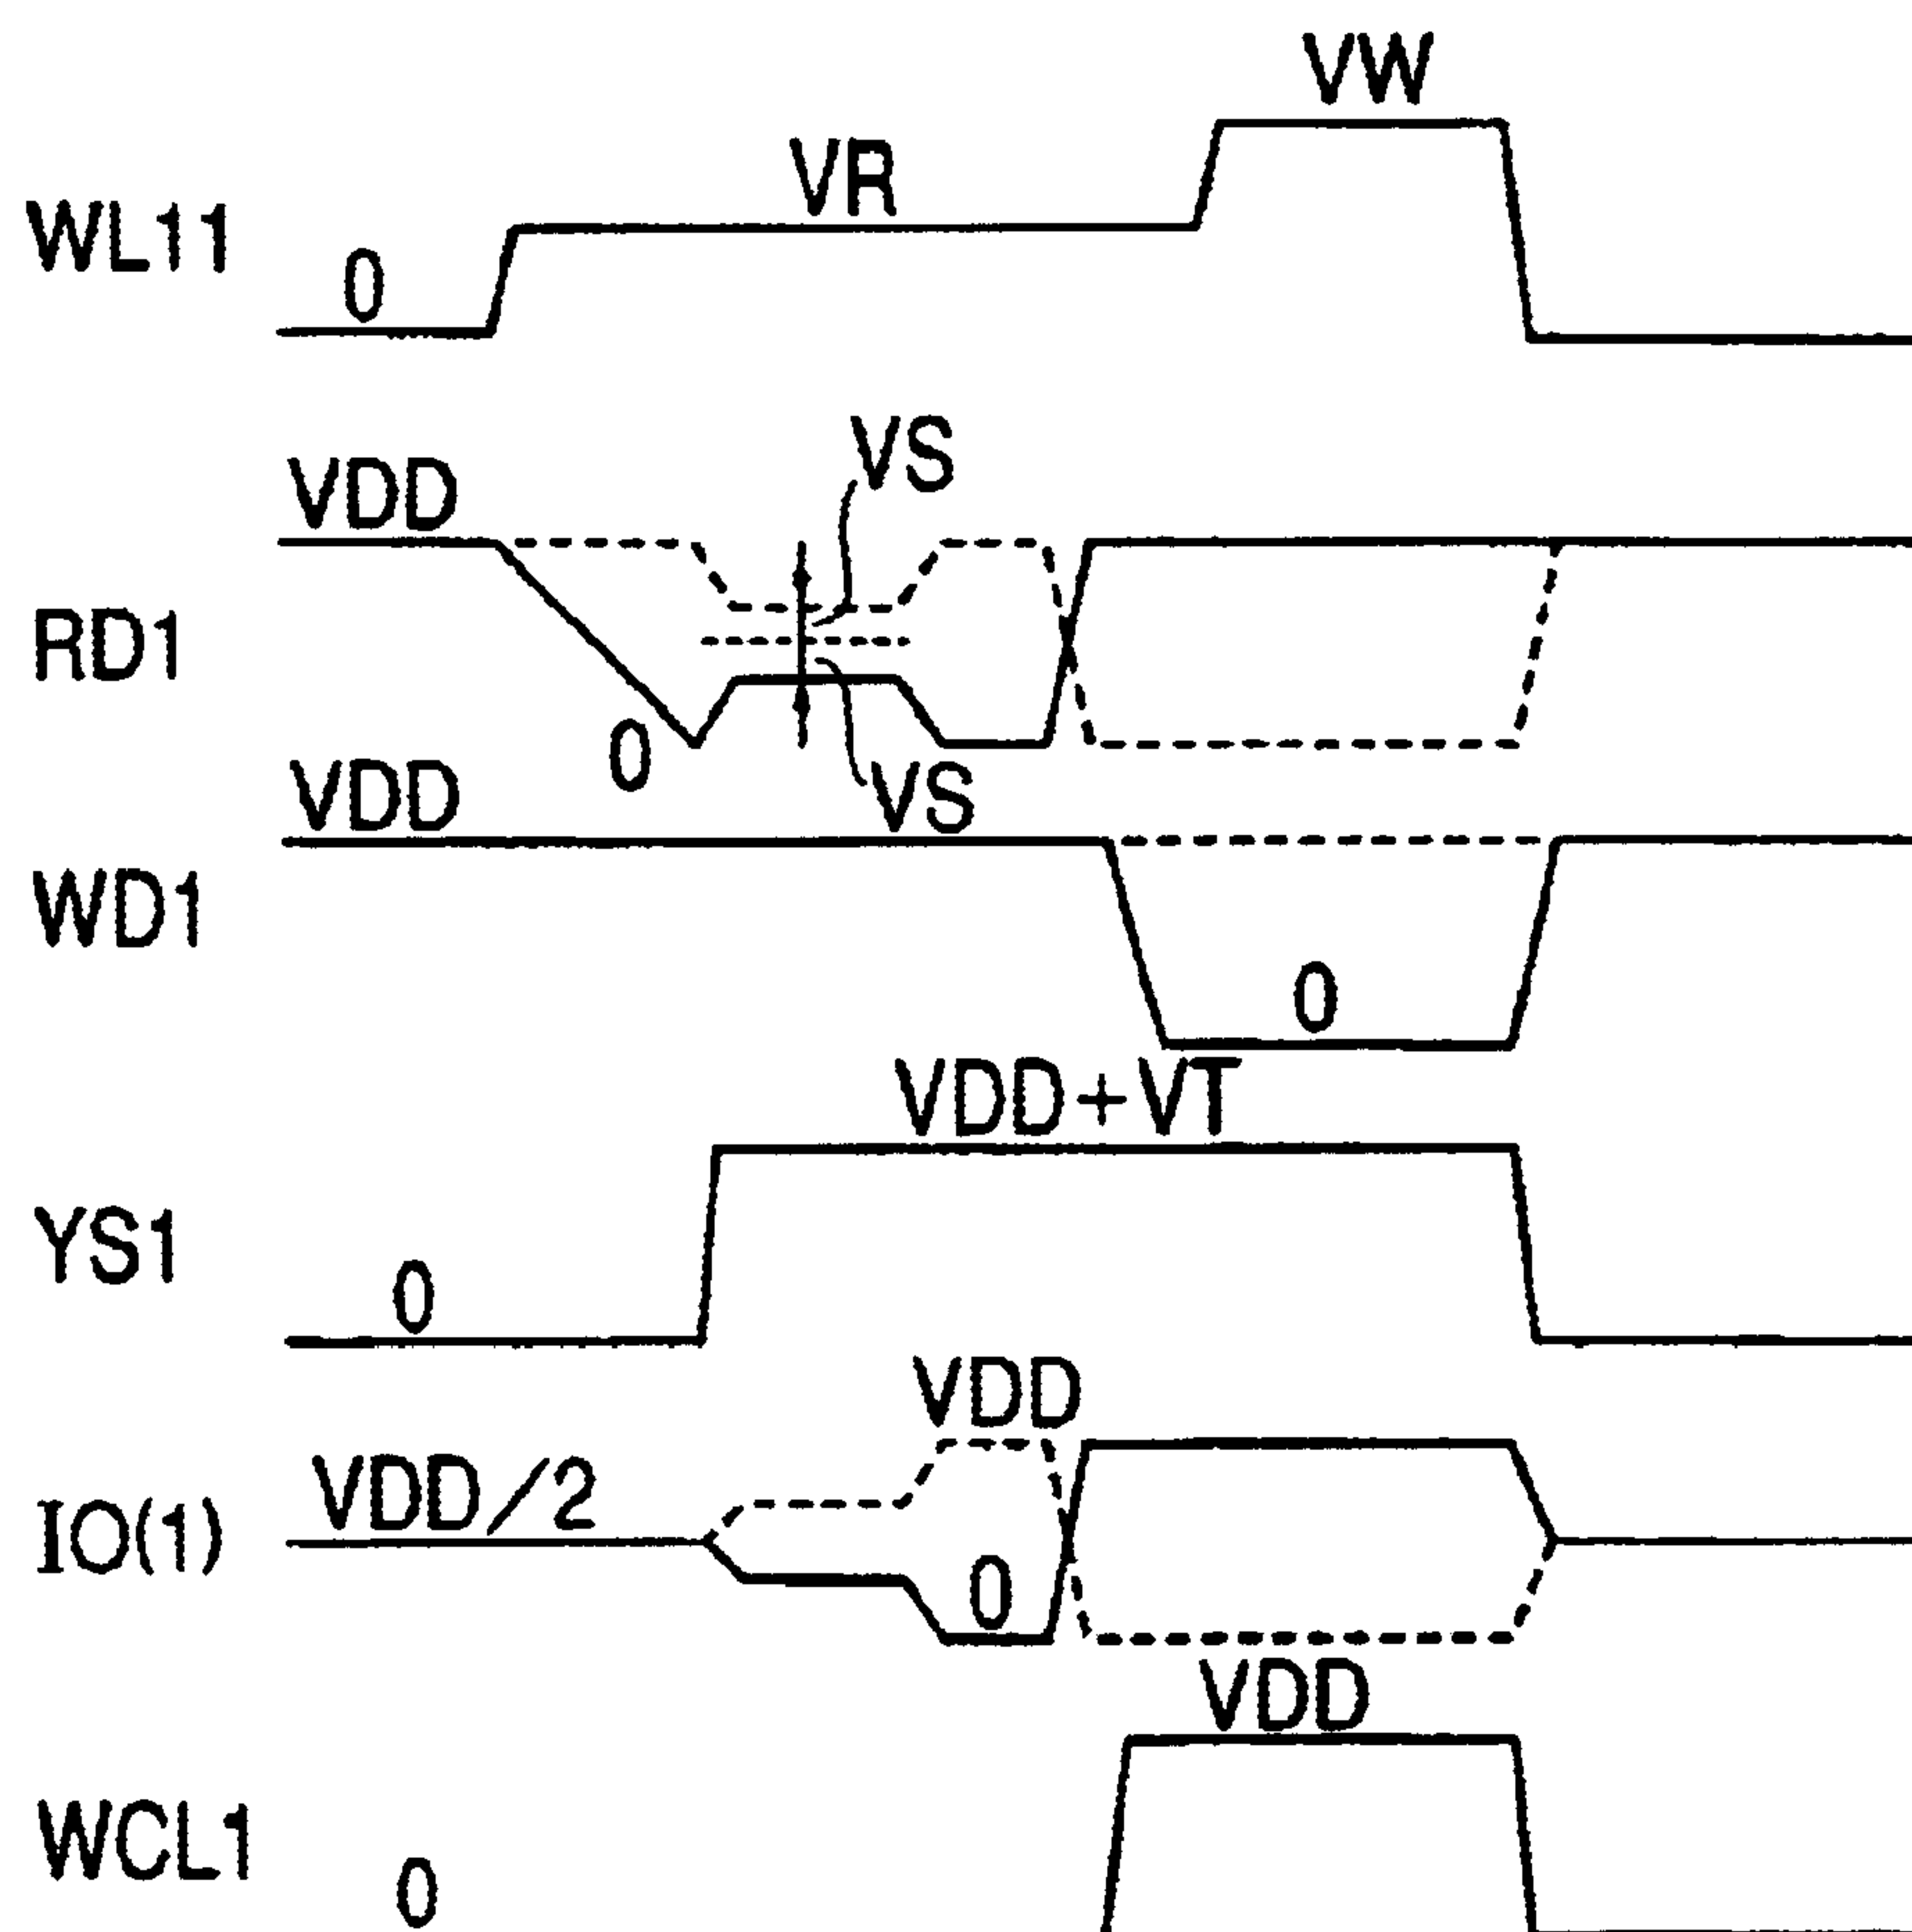 VW
VR
WL11
0
VS
VDD
RD1
0
VDD
VS
WD1
0
VDD+VT
YS1
0
VDD
VDD/2
IO(1)
0
VDD
WCL1
0